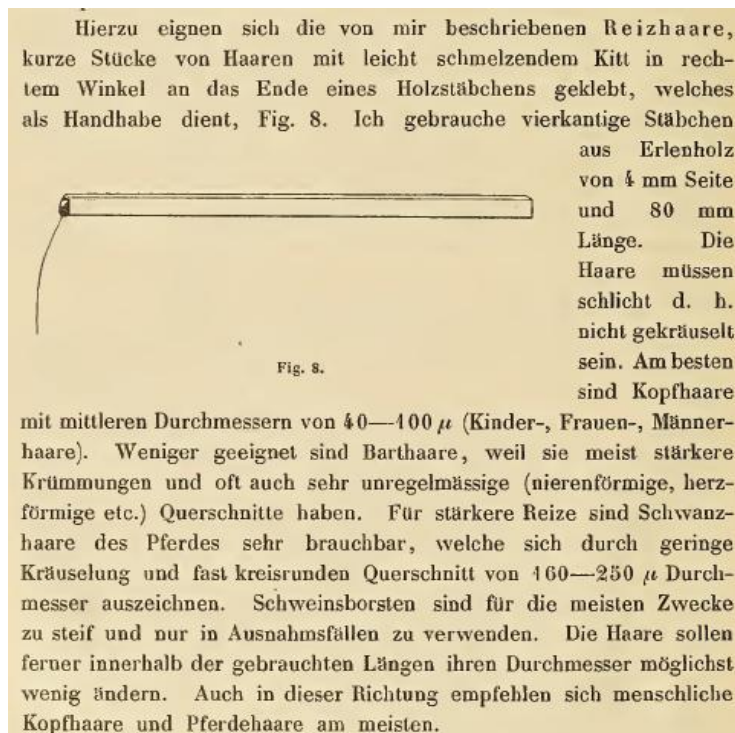 Hierzu eignen sich die von mir beschriebenen Reizhaare,
kurze Stücke von Haaren mit leicht schmelzendem Kitt in rech-
tem Winkel an das Ende eines Holzstäbchens geklebt, welches
als Handhabe dient, Fig. 8. Ich gebrauche vierkantige Stäbchen
aus Erlenholz
von 4 mm Seite
und 80 mm
Länge. Die
Haare müssen
schlicht d. h.
nicht gekräuselt
sein. Am besten
sind Kopfhaare
Fig. 8.
mit mittleren Durchmessern von 40—100 μ (Kinder-, Frauen-, Männer-
haare). Weniger geeignet sind Barthaare, weil sie meist stärkere
Krümmungen und oft auch sehr unregelmässige (nierenförmige, herz-
förmige etc.) Querschnitte haben. Für stärkere Reize sind Schwanz-
haare des Pferdes sehr brauchbar, welche sich durch geringe
Kräuselung und fast kreisrunden Querschnitt von 160—250 μ Durch-
messer auszeichnen. Schweinsborsten sind für die meisten Zwecke
zu steif und nur in Ausnahmsfällen zu verwenden. Die Haare sollen
ferner innerhalb der gebrauchten Längen ihren Durchmesser möglichst
wenig ändern. Auch in dieser Richtung empfehlen sich menschliche
Kopfhaare und Pferdehaare am meisten.